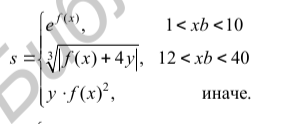 e^{f(x)}, 1 < xb < 10
s = { ∛|f(x) + 4y|, 12 < xb < 40
y · f(x)², иначе.